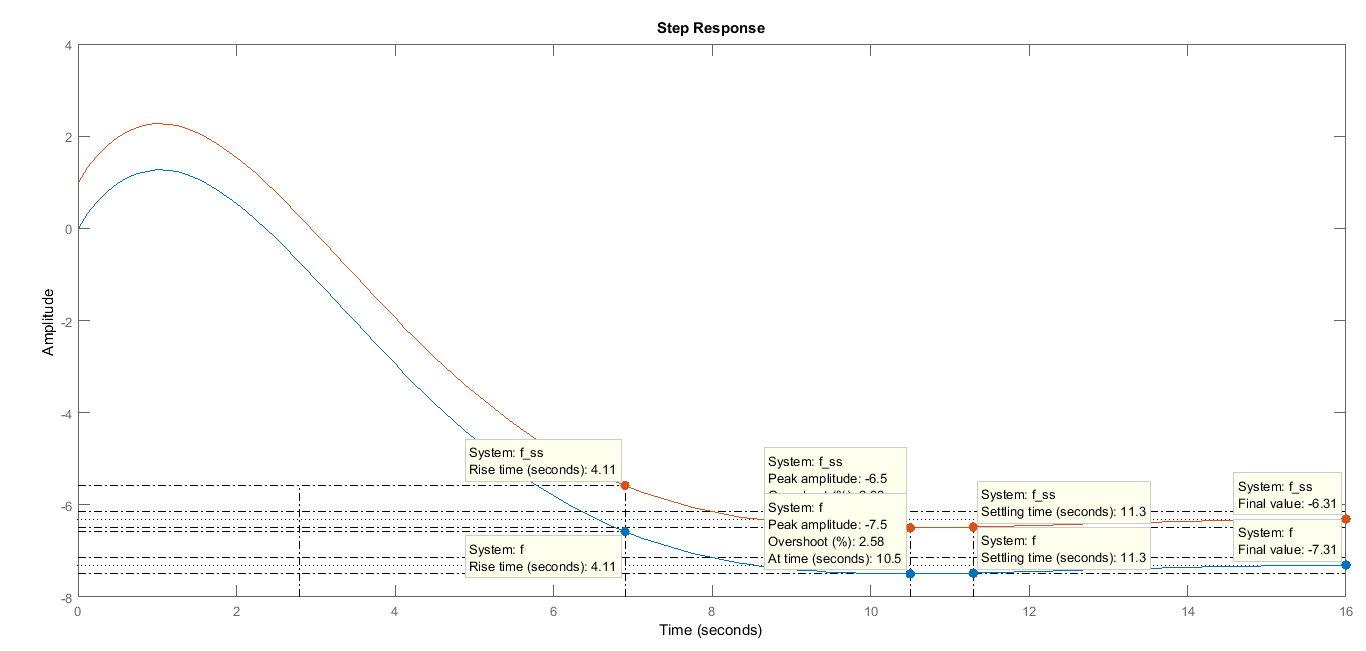 Step Response
4
2
0
-2
-4
-6
-8
Amplitude
System: f_ss
Rise time (seconds): 4.11
System: f
Rise time (seconds): 4.11
System: f_ss
Peak amplitude: -6.5
System: f
Peak amplitude: -7.5
Overshoot (%): 2.58
At time (seconds): 10.5
System: f_ss
Settling time (seconds): 11.3
System: f
Settling time (seconds): 11.3
System: f_ss
Final value: -6.31
System: f
Final value: -7.31
0 2 4 6 8 10 12 14 16
Time (seconds)